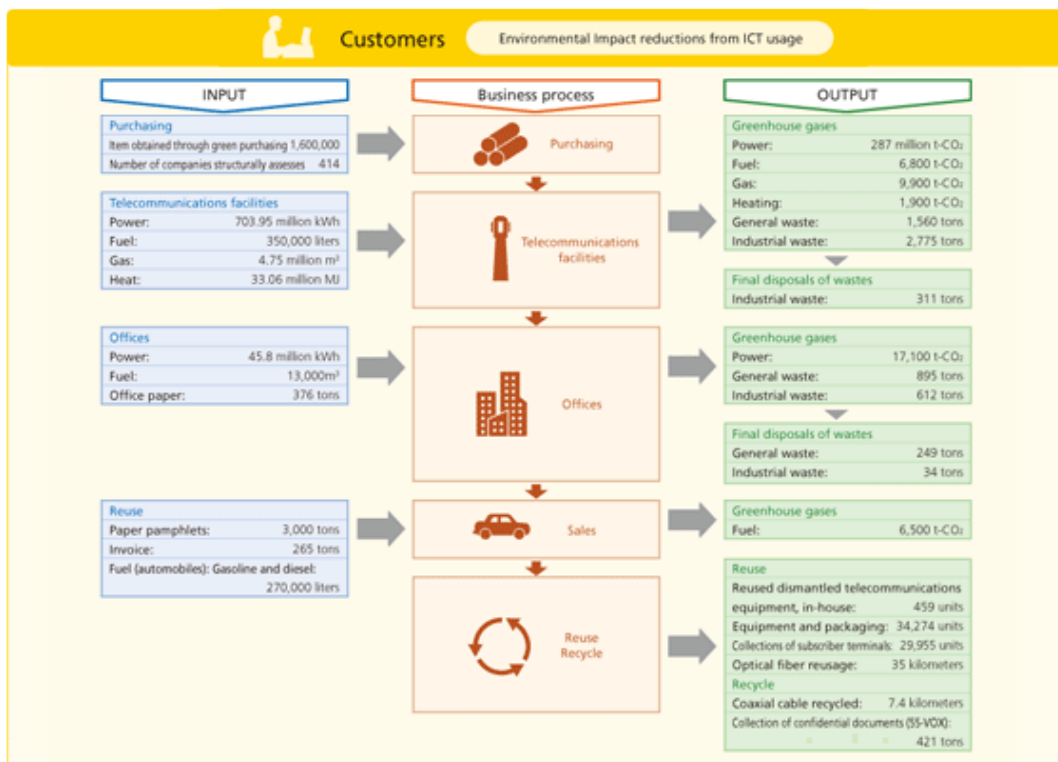 Customers
Environmental Impact reductions from ICT usage
INPUT
Purchasing
Item obtained through green purchasing 1,600,000
Number of companies structurally assesses 414
Telecommunications facilities
Power: 703.95 million kWh
Fuel: 350,000 liters
Gas: 4.75 million m³
Heat: 33.06 million MJ
Offices
Power: 45.8 million kWh
Fuel: 13,000m³
Office paper: 376 tons
Reuse
Paper pamphlets: 3,000 tons
Invoice: 265 tons
Fuel (automobiles): Gasoline and diesel:
270,000 liters
Business process
Purchasing
Telecommunications
facilities
Offices
Sales
Reuse
Recycle
OUTPUT
Greenhouse gases
Power: 287 million t-CO₂
Fuel: 6,800 t-CO₂
Gas: 9,900 t-CO₂
Heating: 1,900 t-CO₂
General waste: 1,560 tons
Industrial waste: 2,775 tons
Final disposals of wastes
Industrial waste: 311 tons
Greenhouse gases
Power: 17,100 t-CO₂
General waste: 895 tons
Industrial waste: 612 tons
Final disposals of wastes
General waste: 249 tons
Industrial waste: 34 tons
Greenhouse gases
Fuel: 6,500 t-CO₂
Reuse
Reused dismantled telecommunications
equipment, in-house: 459 units
Equipment and packaging: 34,274 units
Collections of subscriber terminals: 29,955 units
Optical fiber reusage: 35 kilometers
Recycle
Coaxial cable recycled: 7.4 kilometers
Collection of confidential documents (SS-VOX):
421 tons